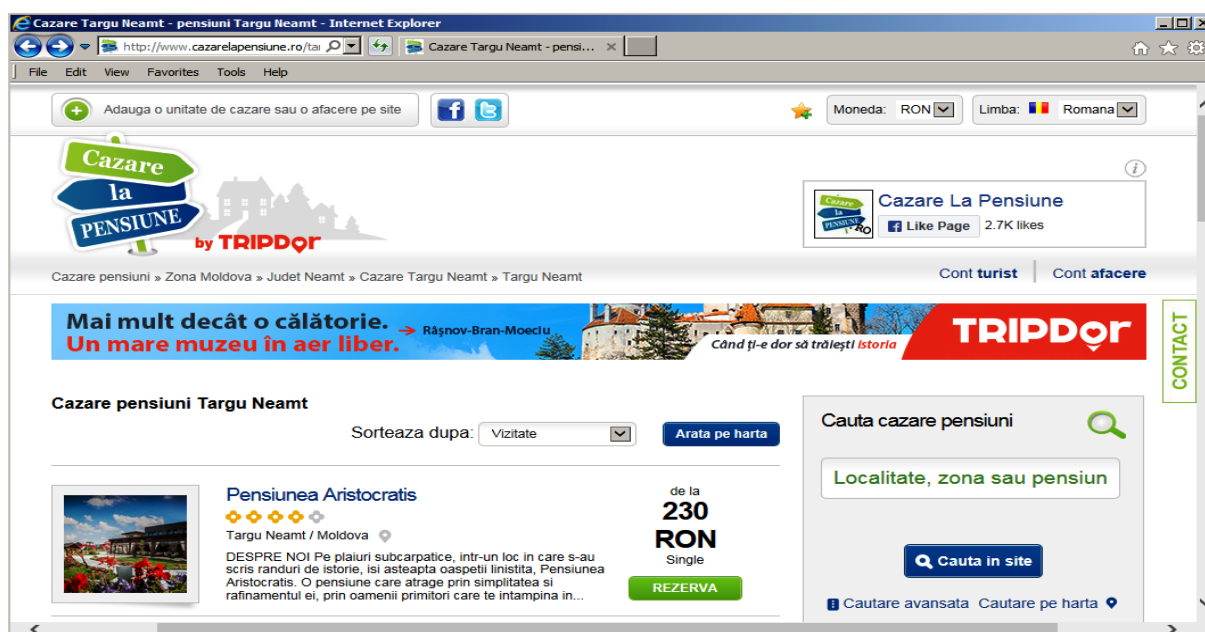 Cazare Targu Neamt - pensiuni Targu Neamt - Internet Explorer
http://www.cazarelapensiune.ro/tar
Cazare Targu Neamt - pensi...
File Edit View Favorites Tools Help
Adauga o unitate de cazare sau o afacere pe site
Moneda: RON
Limba: Romana
Cazare
la
PENSIUNE
by TRIPDOR
Cazare
la
PENSIUNE
RO
Cazare La Pensiune
Like Page 2.7K likes
Cazare pensiuni » Zona Moldova » Judet Neamt » Cazare Targu Neamt » Targu Neamt
Cont turist
Cont afacere
Mai mult decât o călătorie.
Un mare muzeu în aer liber.
Râșnov-Bran-Moeciu
Când ți-e dor să trăiești istoria
TRIPDOR
CONTACT
Cazare pensiuni Targu Neamt
Sorteaza dupa: Vizitate
Arata pe harta
Pensiunea Aristocratis
Targu Neamt / Moldova
DESPRE NOI Pe plaiuri subcarpatice, intr-un loc in care s-au
scris randuri de istorie, isi asteapta oaspetii linistita, Pensiunea
Aristocratis. O pensiune care atrage prin simplitatea si
rafinamentul ei, prin oamenii primitori care te intampina in...
de la
230
RON
Single
REZERVA
Cauta cazare pensiuni
Localitate, zona sau pensiun
Cauta in site
Cautare avansata Cautare pe harta